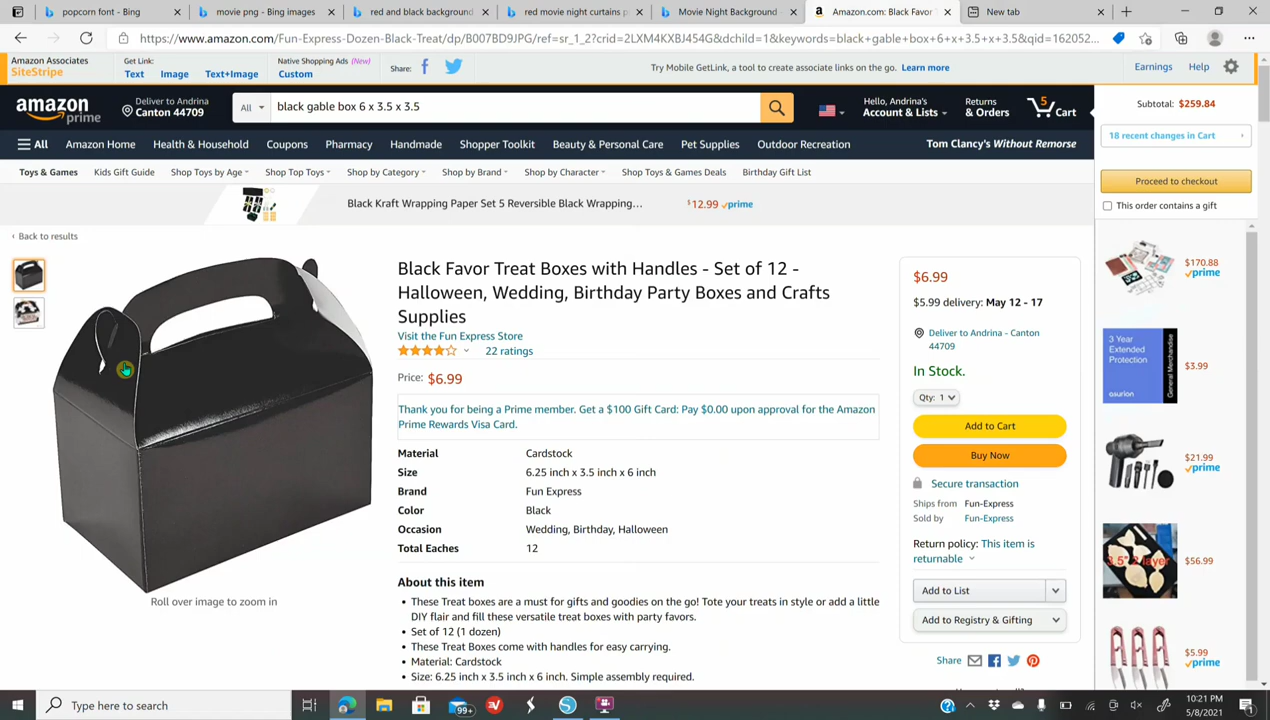 popcorn font - Bing
movie png - Bing images
red and black background
red movie night curtains p
Movie Night Background -
Amazon.com: Black Favor T
New tab
https://www.amazon.com/Fun-Express-Dozen-Black-Treat/dp/B007BD9JPG/ref=sr_1_2?crid=2LXM4KXBJ454G&dchild=1&keywords=black+gable+box+6+x+3.5+x+3.5&qid=162052...
Amazon Associates
SiteStripe
Get Link:
Text
Image
Text+Image
Native Shopping Ads (New)
Custom
Share:
Try Mobile GetLink, a tool to create associate links on the go. Learn more
Earnings
Help
amazon
prime
Deliver to Andrina
Canton 44709
All
black gable box 6 x 3.5 x 3.5
Hello, Andrina's
Account & Lists
Returns
& Orders
5
Cart
Subtotal: $259.84
18 recent changes in Cart
Proceed to checkout
This order contains a gift
All
Amazon Home
Health & Household
Coupons
Pharmacy
Handmade
Shopper Toolkit
Beauty & Personal Care
Pet Supplies
Outdoor Recreation
Tom Clancy's Without Remorse
Toys & Games
Kids Gift Guide
Shop Toys by Age
Shop Top Toys
Shop by Category
Shop by Brand
Shop by Character
Shop Toys & Games Deals
Birthday Gift List
Black Kraft Wrapping Paper Set 5 Reversible Black Wrapping...
$12.99 prime
‹ Back to results
Roll over image to zoom in
Black Favor Treat Boxes with Handles - Set of 12 -
Halloween, Wedding, Birthday Party Boxes and Crafts
Supplies
Visit the Fun Express Store
22 ratings
Price: $6.99
Thank you for being a Prime member. Get a $100 Gift Card: Pay $0.00 upon approval for the Amazon
Prime Rewards Visa Card.
Material Cardstock
Size 6.25 inch x 3.5 inch x 6 inch
Brand Fun Express
Color Black
Occasion Wedding, Birthday, Halloween
Total Eaches 12
About this item
• These Treat boxes are a must for gifts and goodies on the go! Tote your treats in style or add a little
DIY flair and fill these versatile treat boxes with party favors.
• Set of 12 (1 dozen)
• These Treat Boxes come with handles for easy carrying.
• Material: Cardstock
• Size: 6.25 inch x 3.5 inch x 6 inch. Simple assembly required.
$6.99
$5.99 delivery: May 12 - 17
Deliver to Andrina - Canton
44709
In Stock.
Qty: 1
Add to Cart
Buy Now
Secure transaction
Ships from Fun-Express
Sold by Fun-Express
Return policy: This item is
returnable
Add to List
Add to Registry & Gifting
Share
$170.88
prime
3 Year
Extended
Protection
asurion
General Merchandise
$3.99
$21.99
prime
3.5" 2 layer
$56.99
$5.99
prime
Type here to search
99+
10:21 PM
5/8/2021
1